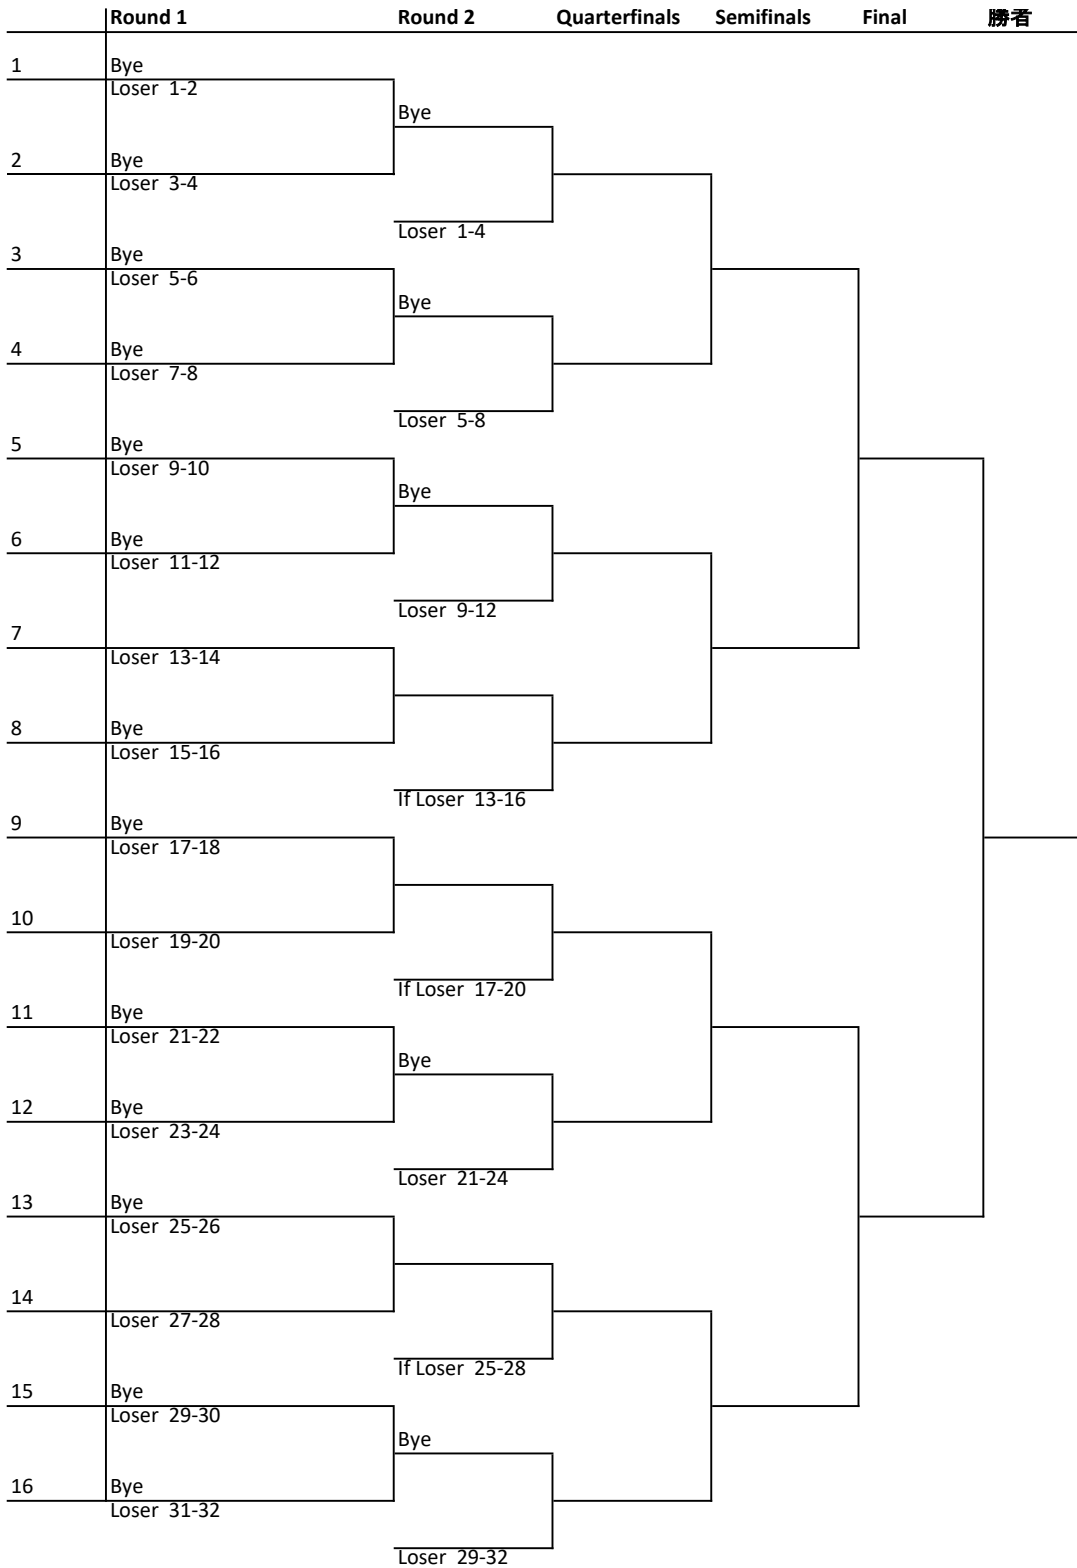 Round 1 Round 2 Quarterfinals Semifinals Final 勝者
1 Bye
Loser 1-2
Bye
2 Bye
Loser 3-4
Loser 1-4
3 Bye
Loser 5-6
Bye
4 Bye
Loser 7-8
Loser 5-8
5 Bye
Loser 9-10
Bye
6 Bye
Loser 11-12
Loser 9-12
7
Loser 13-14
8 Bye
Loser 15-16
If Loser 13-16
9 Bye
Loser 17-18
10
Loser 19-20
If Loser 17-20
11 Bye
Loser 21-22
Bye
12 Bye
Loser 23-24
Loser 21-24
13 Bye
Loser 25-26
14
Loser 27-28
If Loser 25-28
15 Bye
Loser 29-30
Bye
16 Bye
Loser 31-32
Loser 29-32